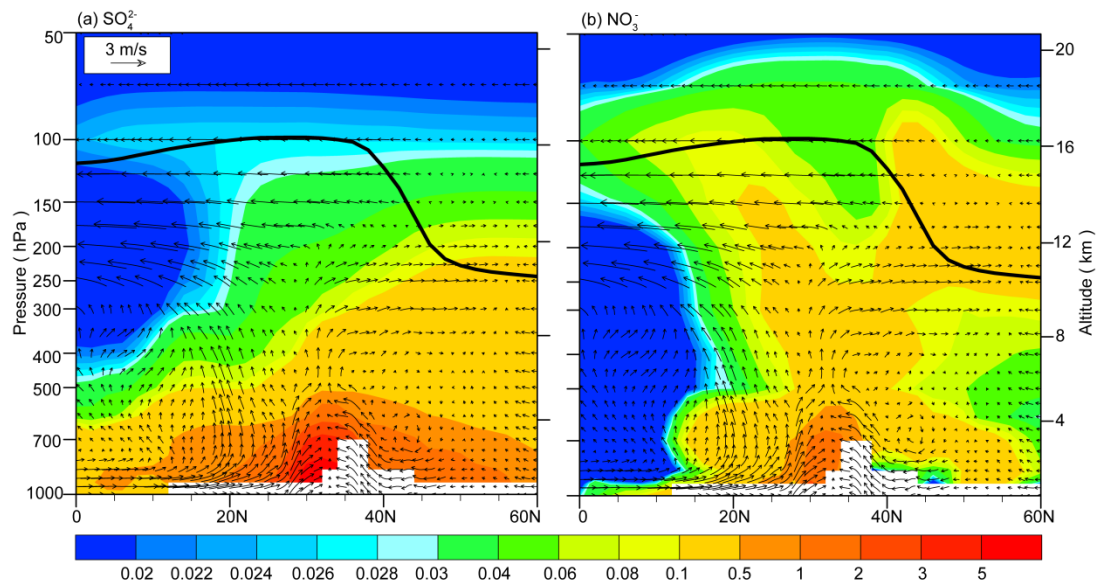 (a) SO₄²⁻
(b) NO₃⁻
3 m/s
50
100
150
200
250
300
400
500
700
1000
Pressure ( hPa)
20
16
12
8
4
Altitude ( km)
0 20N 40N 60N
0 20N 40N 60N
0.02 0.022 0.024 0.026 0.028 0.03 0.04 0.06 0.08 0.1 0.5 1 2 3 5